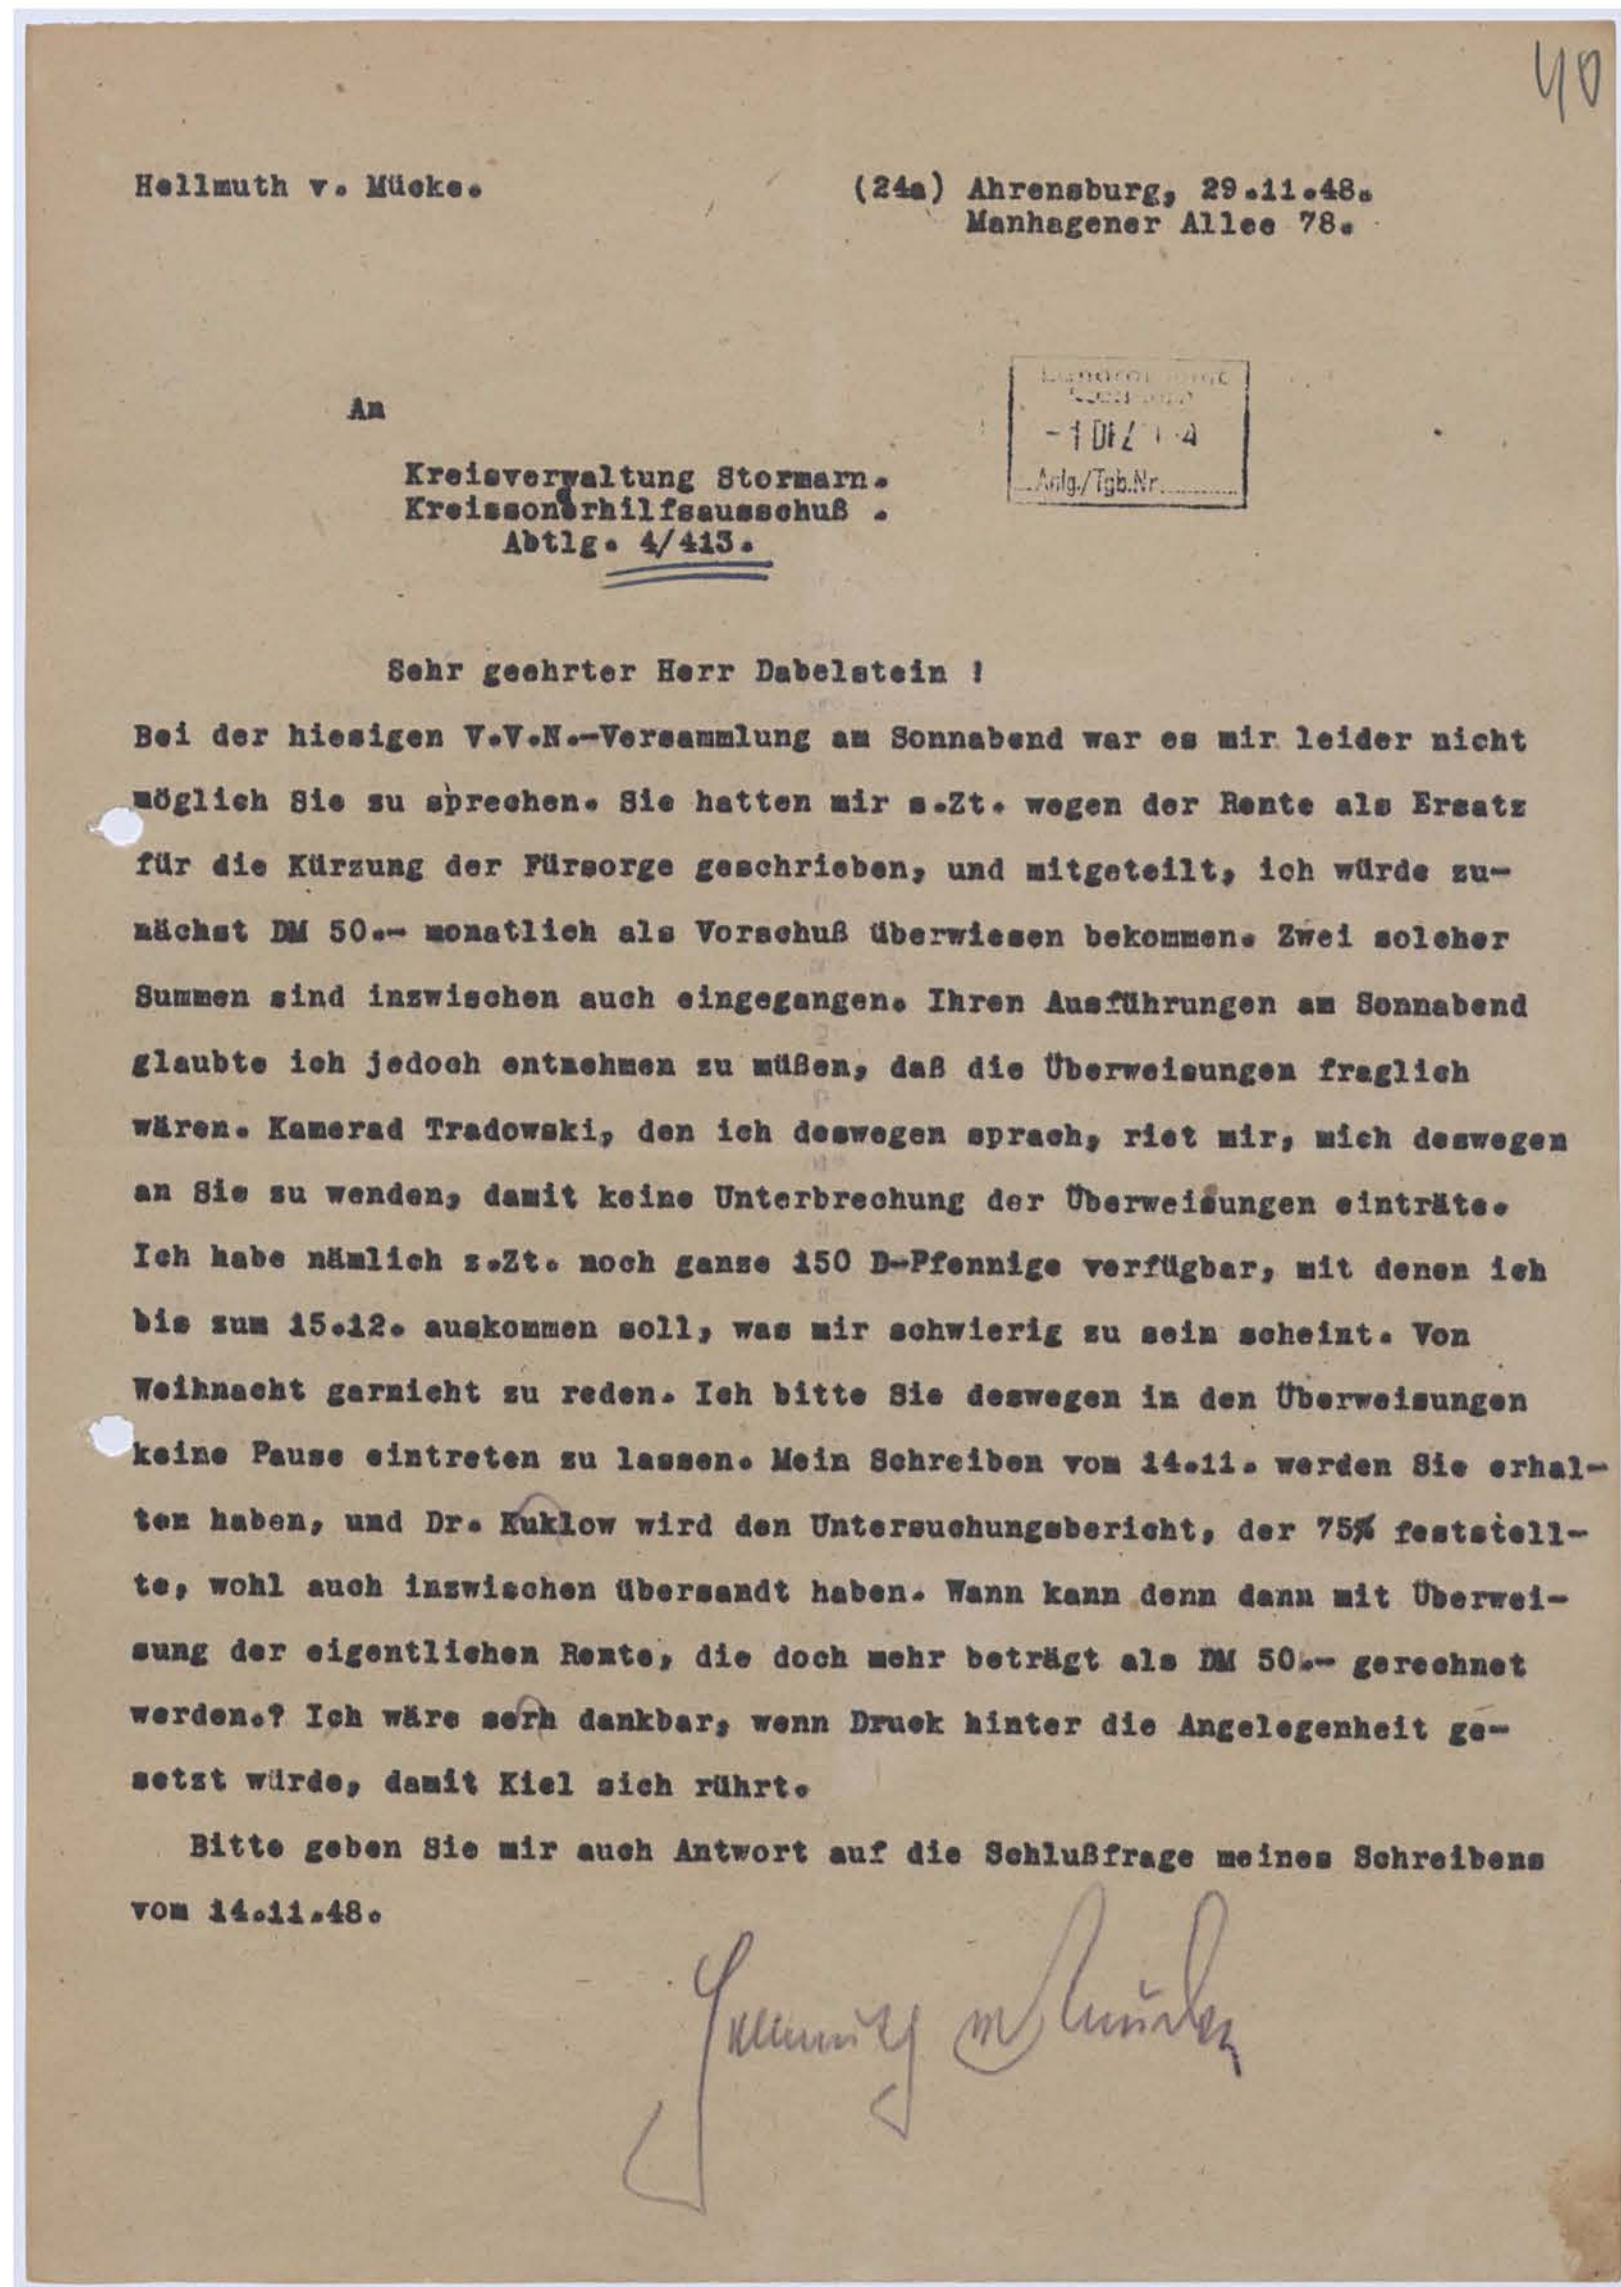 40
Hellmuth v. Mücke.
(24a) Ahrensburg, 29.11.48.
Manhagener Allee 78.
An
- 1 DEZ
Anlg./Tgb.Nr.
Kreisverwaltung Stormarn.
Kreissonderhilfsausschuß .
Abtlg. 4/413.
Sehr geehrter Herr Dabelstein !
Bei der hiesigen V.V.N.-Versammlung am Sonnabend war es mir leider nicht
möglich Sie zu sprechen. Sie hatten mir s.Zt. wegen der Rente als Ersatz
für die Kürzung der Fürsorge geschrieben, und mitgeteilt, ich würde zu-
nächst DM 50.- monatlich als Vorschuß überwiesen bekommen. Zwei solcher
Summen sind inzwischen auch eingegangen. Ihren Ausführungen am Sonnabend
glaubte ich jedoch entnehmen zu müßen, daß die Überweisungen fraglich
wären. Kamerad Tradowski, den ich deswegen sprach, riet mir, mich deswegen
an Sie zu wenden, damit keine Unterbrechung der Überweisungen einträte.
Ich habe nämlich z.Zt. noch ganze 150 D-Pfennige verfügbar, mit denen ich
bis zum 15.12. auskommen soll, was mir schwierig zu sein scheint. Von
Weihnacht garnicht zu reden. Ich bitte Sie deswegen in den Überweisungen
keine Pause eintreten zu lassen. Mein Schreiben vom 14.11. werden Sie erhal-
ten haben, und Dr. Kuklow wird den Untersuchungsbericht, der 75% feststell-
te, wohl auch inzwischen übersandt haben. Wann kann denn dann mit Überwei-
sung der eigentlichen Rente, die doch mehr beträgt als DM 50.- gerechnet
werden.? Ich wäre serh dankbar, wenn Druck hinter die Angelegenheit ge-
setzt würde, damit Kiel sich rührt.
Bitte geben Sie mir auch Antwort auf die Schlußfrage meines Schreibens
vom 14.11.48.
Hellmuth v Mücke